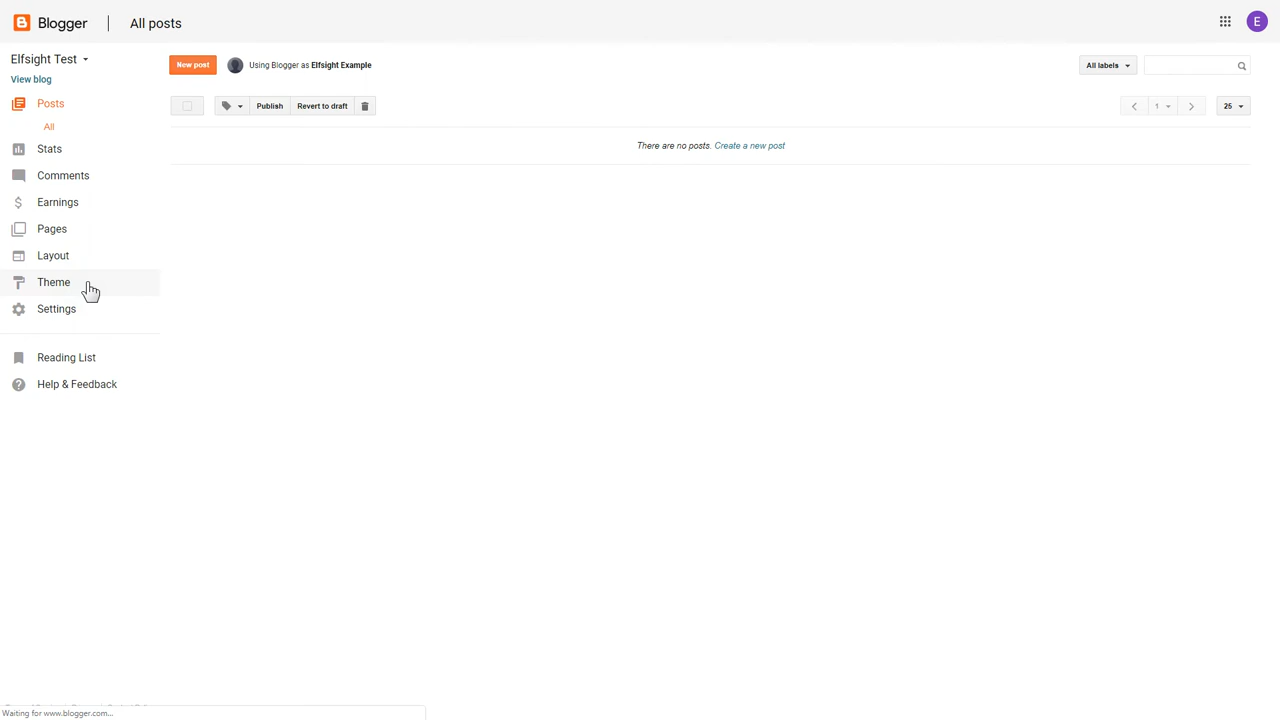 Blogger
All posts
E
Elfsight Test
View blog
New post
Using Blogger as Elfsight Example
All labels
Posts
All
Publish
Revert to draft
1
25
There are no posts. Create a new post
Stats
Comments
Earnings
Pages
Layout
Theme
Settings
Reading List
Help & Feedback
Waiting for www.blogger.com...